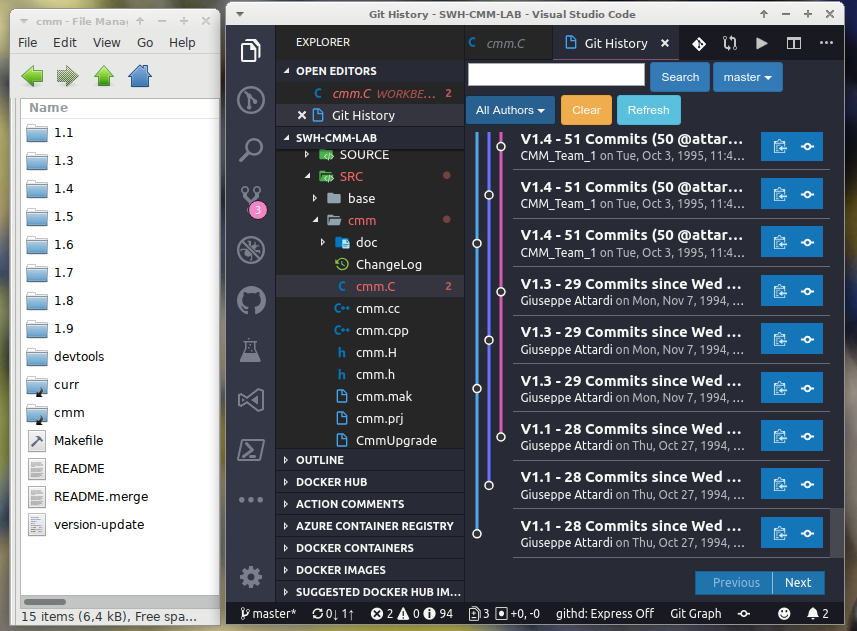 cmm - File Mana
File Edit View Go Help
Name
1.1
1.3
1.4
1.5
1.6
1.7
1.8
1.9
devtools
curr
cmm
Makefile
README
README.merge
version-update
15 items (6,4 kB), Free spa...
Git History - SWH-CMM-LAB - Visual Studio Code
EXPLORER
OPEN EDITORS
C cmm.C WORKBE... 2
Git History
SWH-CMM-LAB
SOURCE
SRC
base
cmm
doc
ChangeLog
C cmm.C 2
C++ cmm.cc
C++ cmm.cpp
h cmm.H
h cmm.h
cmm.mak
cmm.prj
CmmUpgrade
OUTLINE
DOCKER HUB
ACTION COMMENTS
AZURE CONTAINER REGISTRY
DOCKER CONTAINERS
DOCKER IMAGES
SUGGESTED DOCKER HUB IM...
3
C cmm.C
Git History
Search master
All Authors Clear Refresh
V1.4 - 51 Commits (50 @attar...
CMM_Team_1 on Tue, Oct 3, 1995, 11:4...
V1.4 - 51 Commits (50 @attar...
CMM_Team_1 on Tue, Oct 3, 1995, 11:4...
V1.4 - 51 Commits (50 @attar...
CMM_Team_1 on Tue, Oct 3, 1995, 11:4...
V1.3 - 29 Commits since Wed ...
Giuseppe Attardi on Mon, Nov 7, 1994, ...
V1.3 - 29 Commits since Wed ...
Giuseppe Attardi on Mon, Nov 7, 1994, ...
V1.3 - 29 Commits since Wed ...
Giuseppe Attardi on Mon, Nov 7, 1994, ...
V1.1 - 28 Commits since Wed ...
Giuseppe Attardi on Thu, Oct 27, 1994, ...
V1.1 - 28 Commits since Wed ...
Giuseppe Attardi on Thu, Oct 27, 1994, ...
V1.1 - 28 Commits since Wed ...
Giuseppe Attardi on Thu, Oct 27, 1994, ...
Previous Next
master* 0↓ 1↑ 2 0 94 3 +0, -0 githd: Express Off Git Graph 2